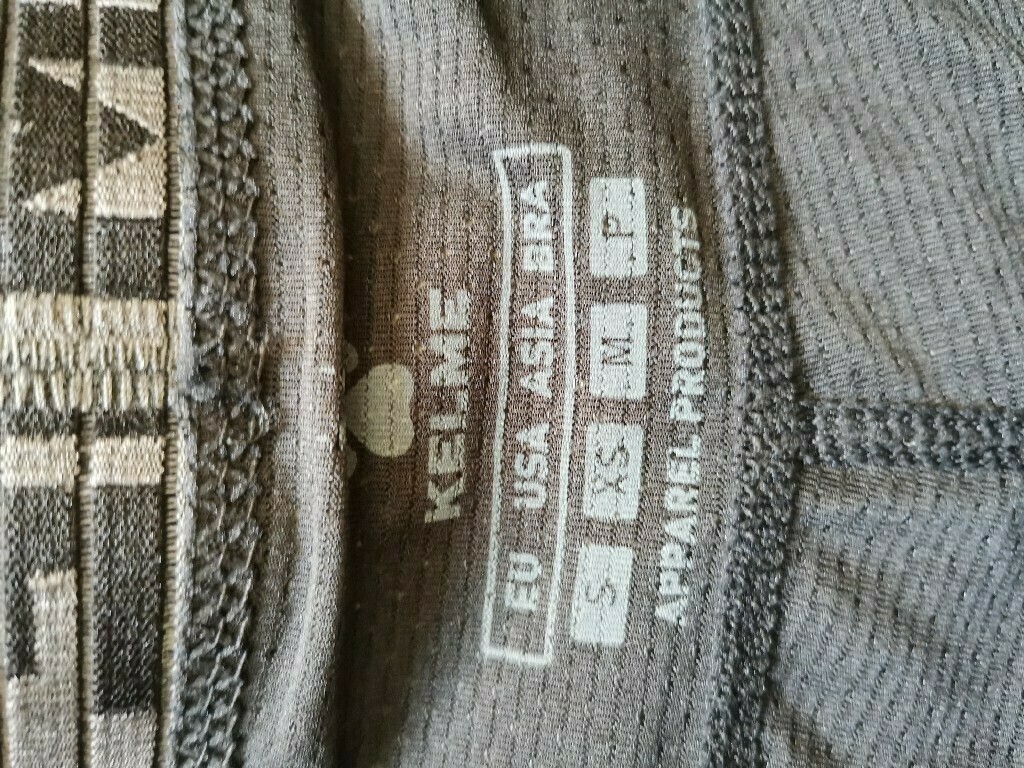 KELME
EU USA ASIA BRA
S XS M P
APPAREL PRODUCTS